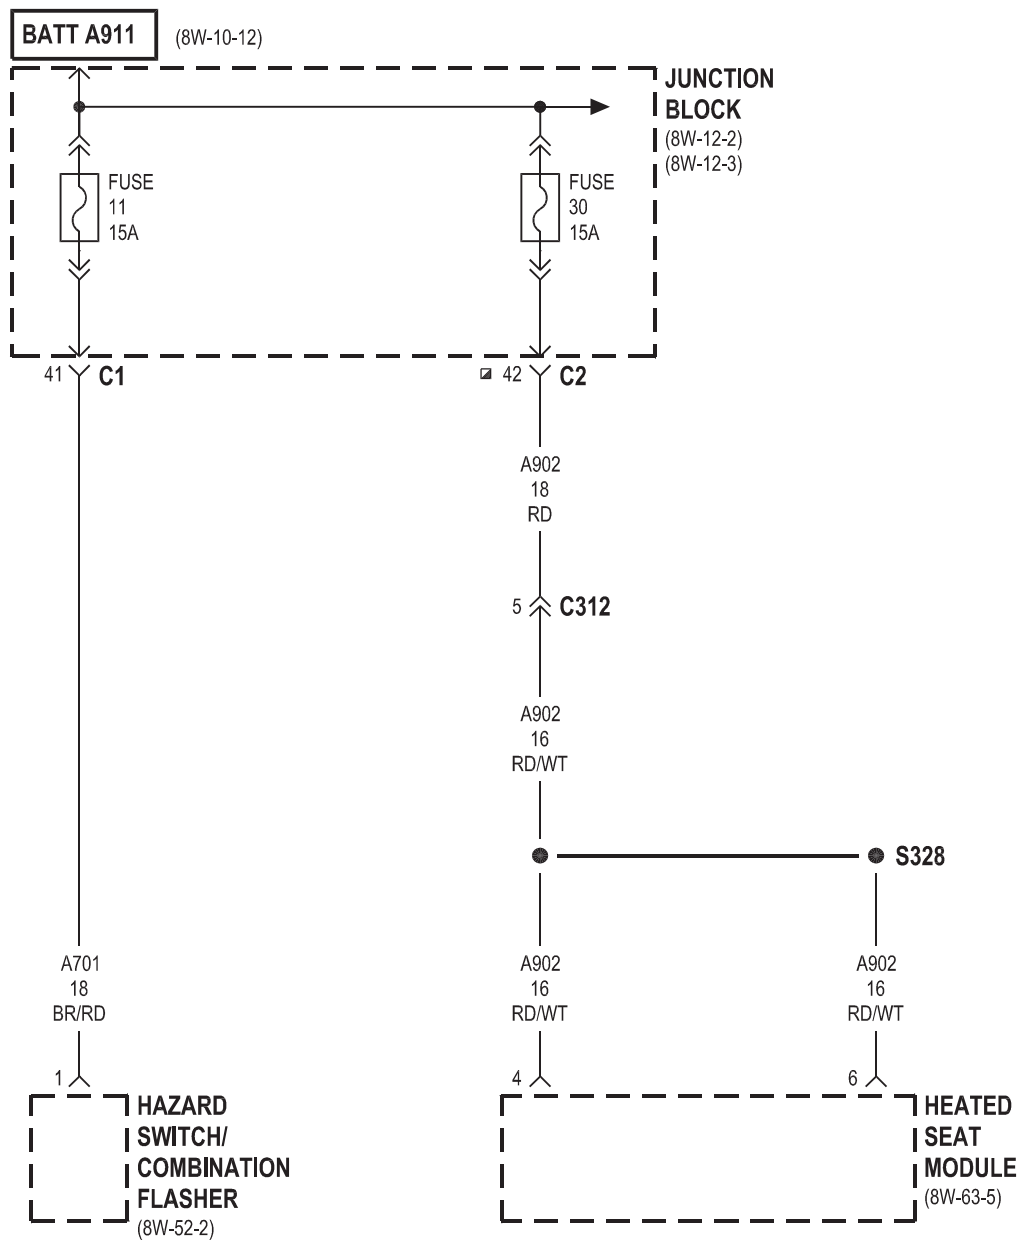 BATT A911
(8W-10-12)
JUNCTION
BLOCK
(8W-12-2)
(8W-12-3)
FUSE
11
15A
FUSE
30
15A
41
C1
42
C2
A902
18
RD
5
C312
A902
16
RD/WT
S328
A701
18
BR/RD
A902
16
RD/WT
A902
16
RD/WT
1
4
6
HAZARD
SWITCH/
COMBINATION
FLASHER
(8W-52-2)
HEATED
SEAT
MODULE
(8W-63-5)